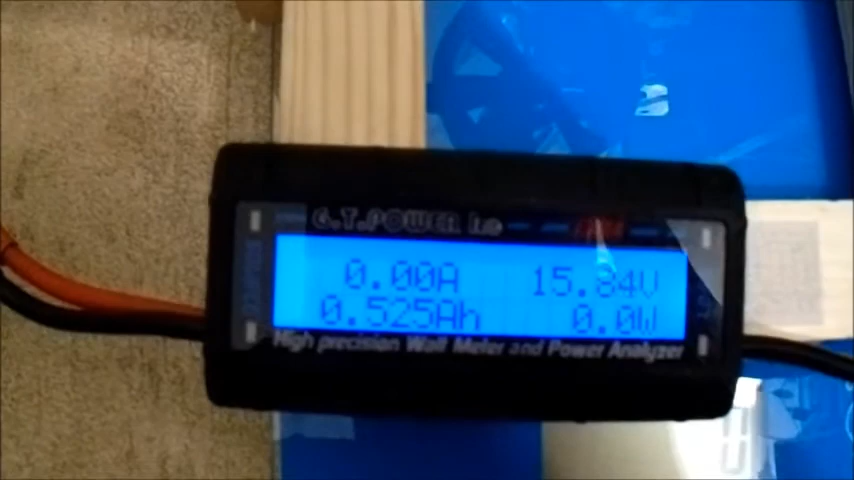 G.T.POWER
0.00A 15.84V
0.525Ah 0.0W
High precision Watt Meter and Power Analyzer